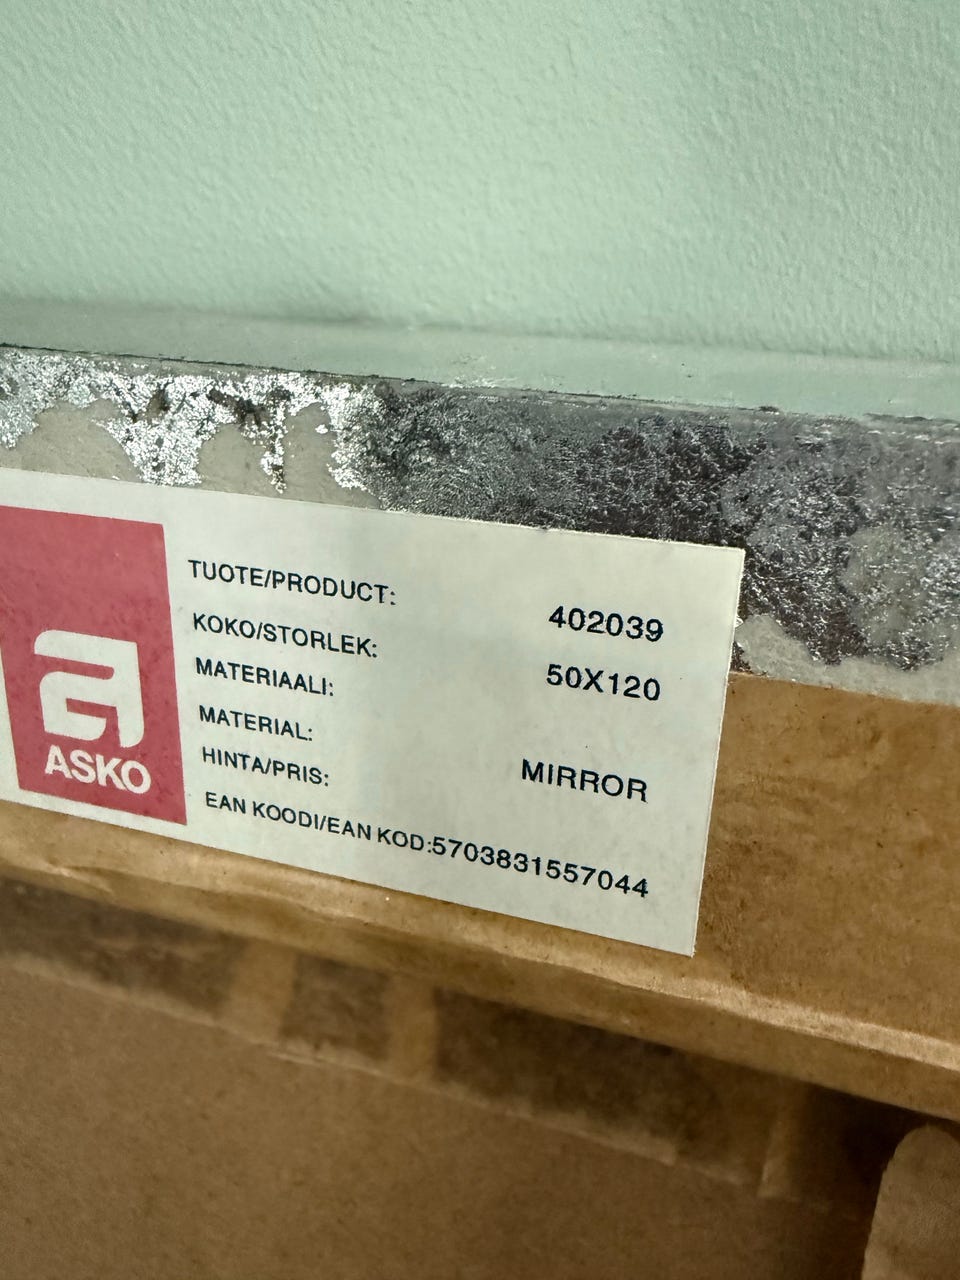 TUOTE/PRODUCT: 402039
KOKO/STORLEK: 50X120
MATERIAALI:
MATERIAL: MIRROR
HINTA/PRIS:
EAN KOODI/EAN KOD:5703831557044
a
ASKO